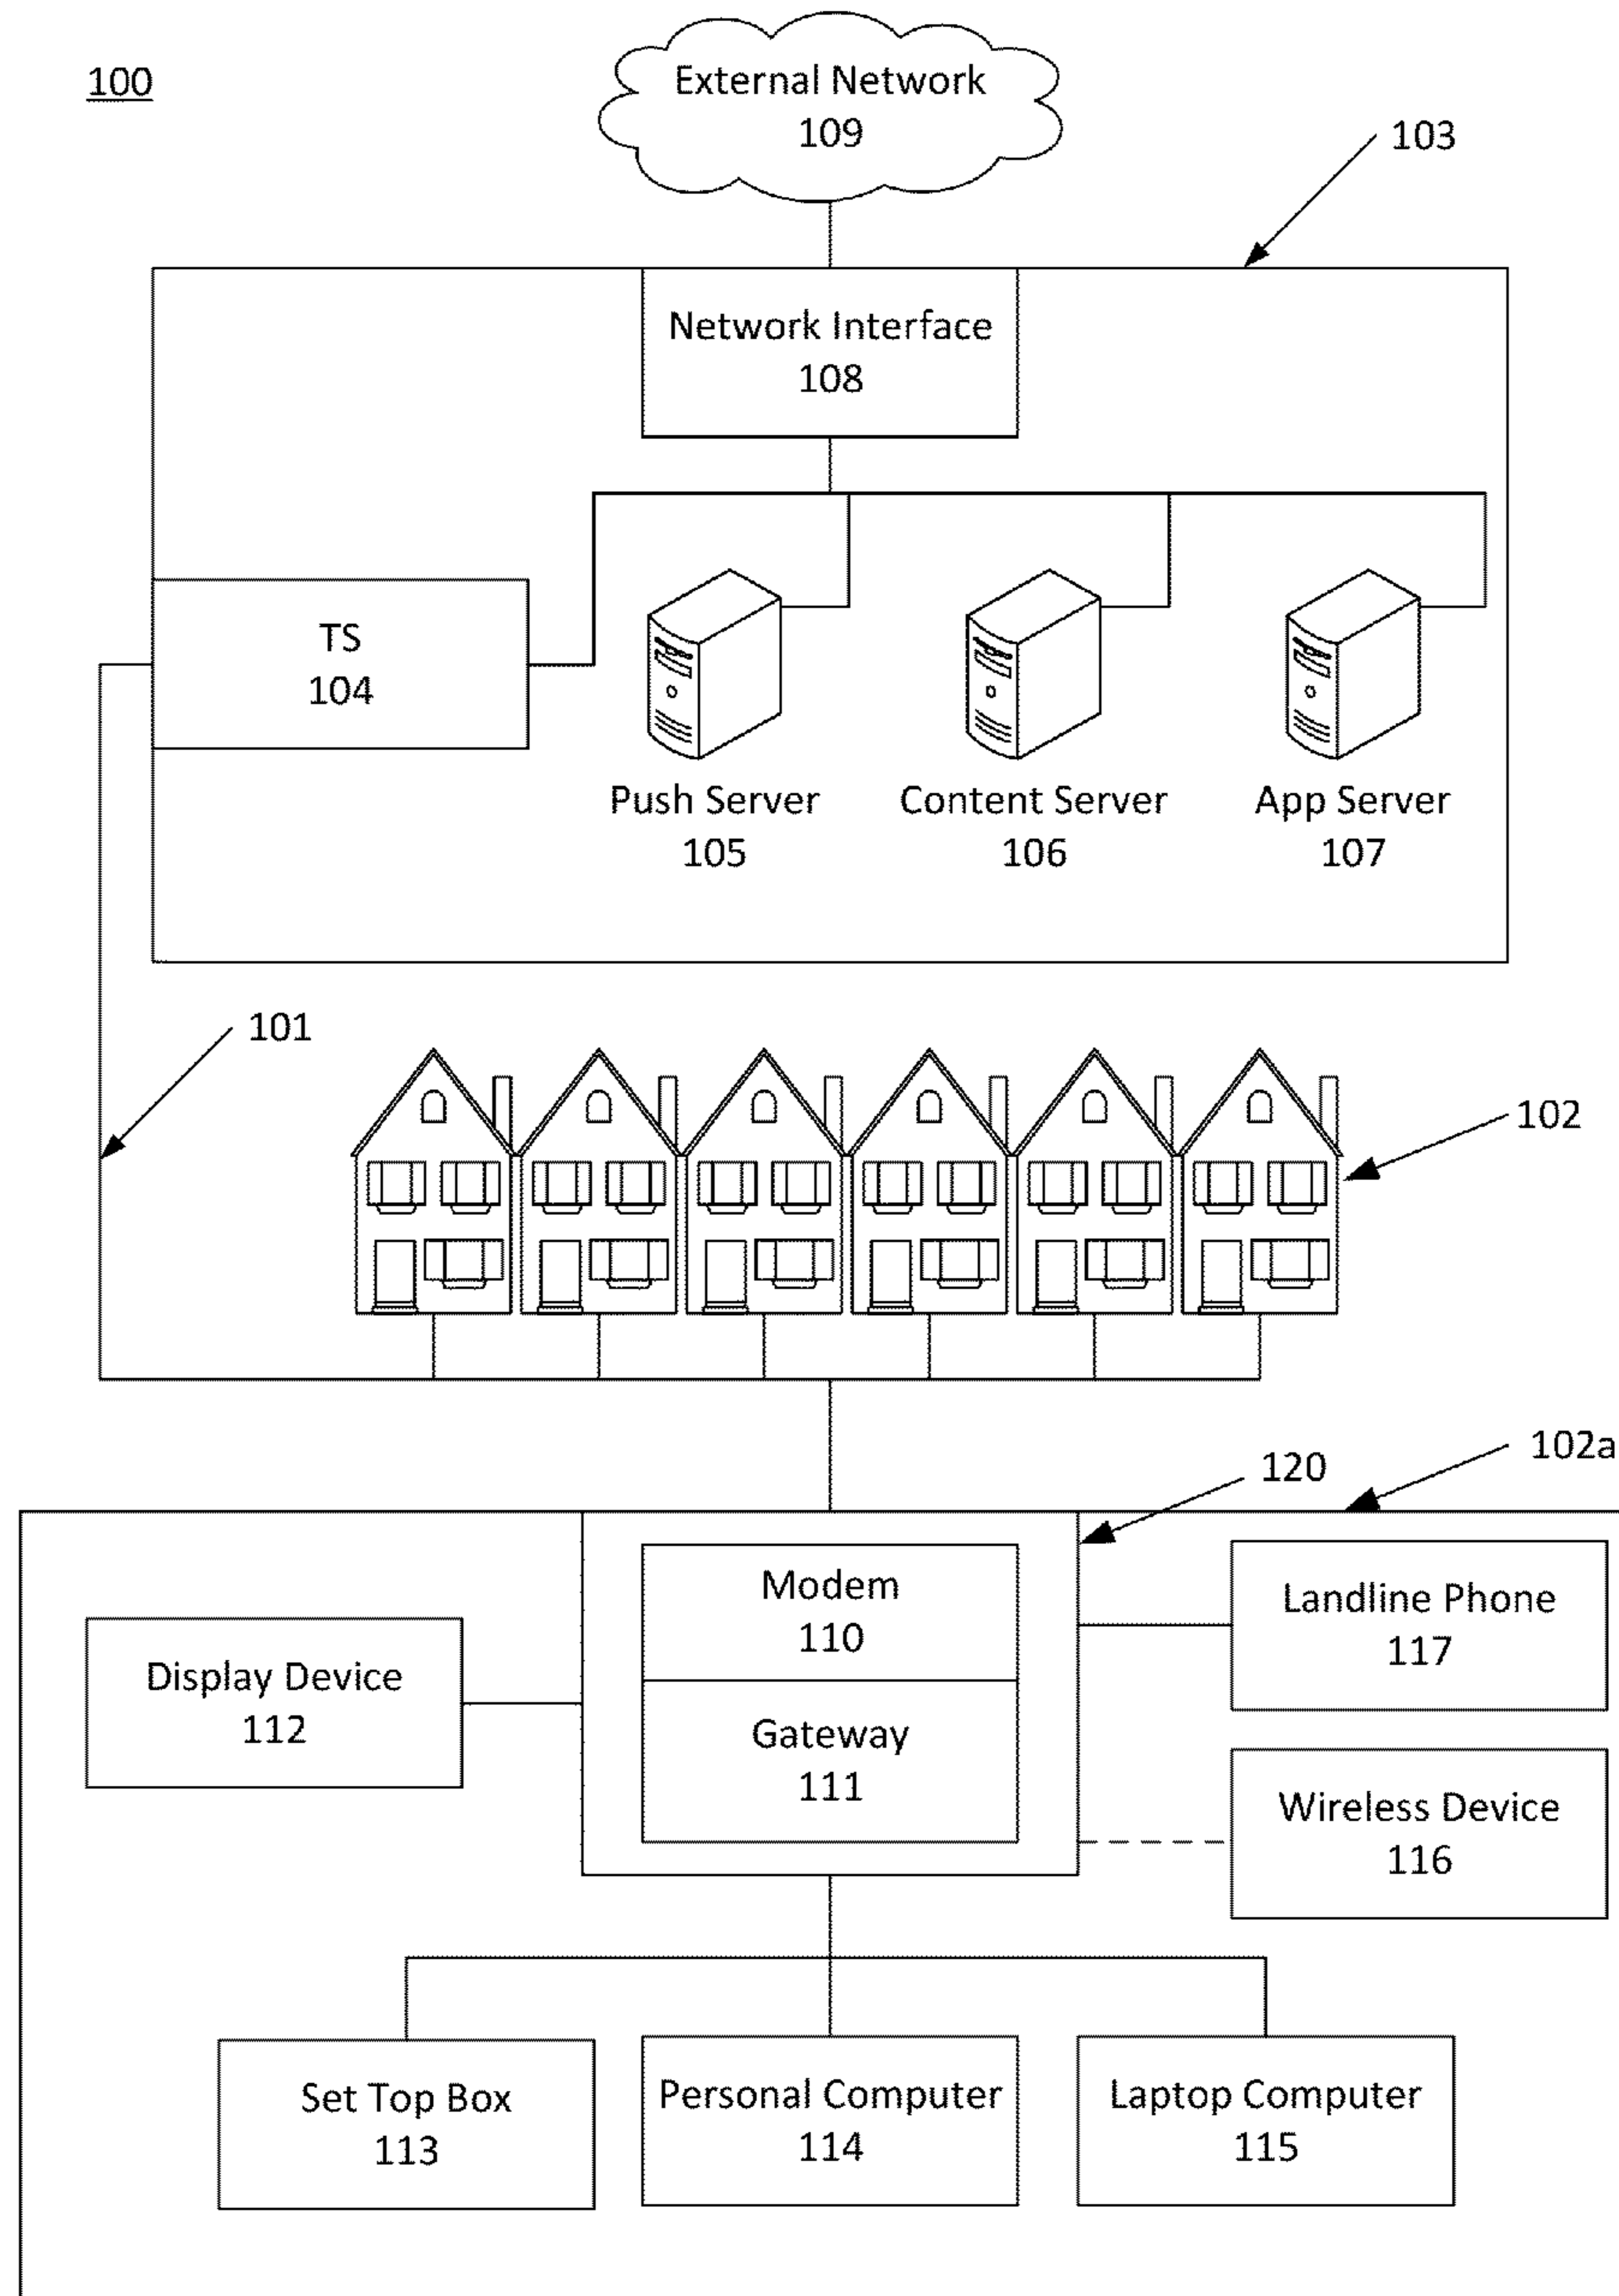 100
External Network
109
103
Network Interface
108
TS
104
Push Server
105
Content Server
106
App Server
107
101
102
102a
120
Modem
110
Landline Phone
117
Display Device
112
Gateway
111
Wireless Device
116
Set Top Box
113
Personal Computer
114
Laptop Computer
115